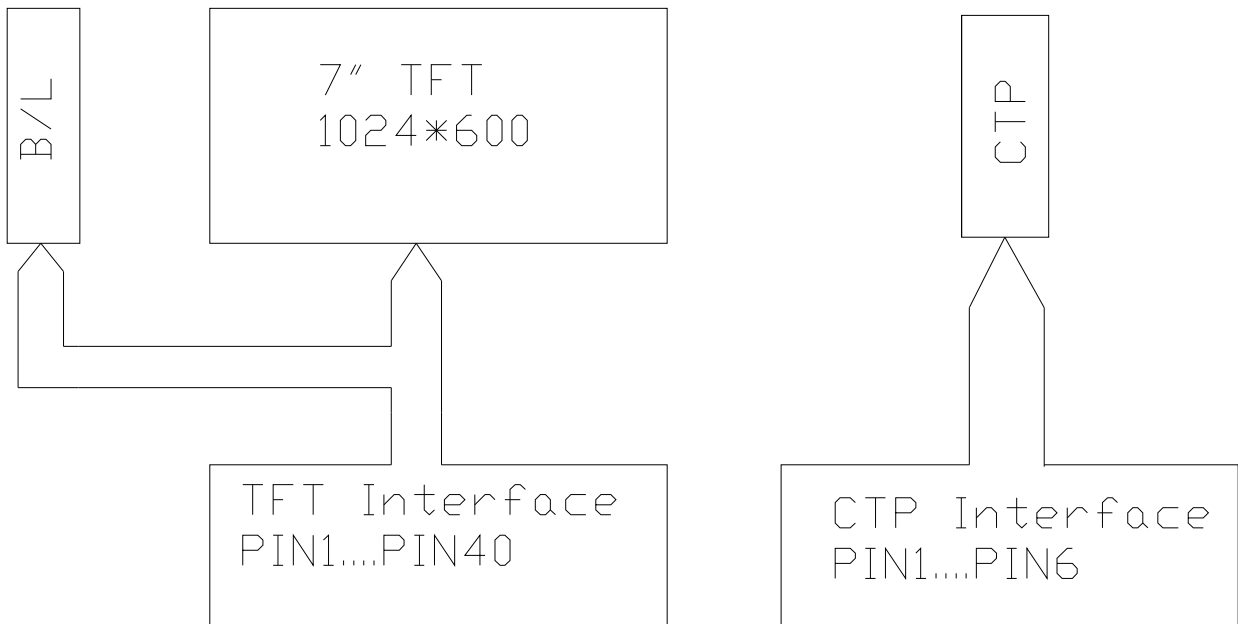 B/L
7" TFT
1024*600
CTP
TFT Interface
PIN1....PIN40
CTP Interface
PIN1....PIN6